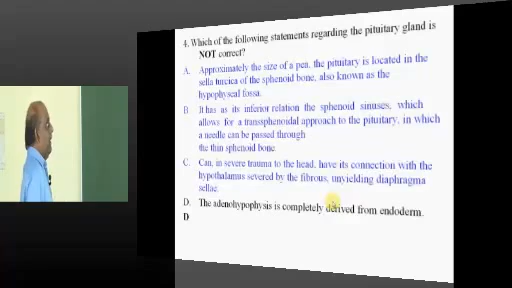 4. Which of the following statements regarding the pituitary gland is
NOT correct?
A. Approximately the size of a pea, the pituitary is located in the
sella turcica of the sphenoid bone, also known as the
hypophyseal fossa.
B It has as its inferior relation the sphenoid sinuses, which
allows for a transsphenoidal approach to the pituitary, in which
a needle can be passed through
the thin sphenoid bone.
C. Can, in severe trauma to the head, have its connection with the
hypothalamus severed by the fibrous, unyielding diaphragma
sellae.
D. The adenohypophysis is completely derived from endoderm.
D